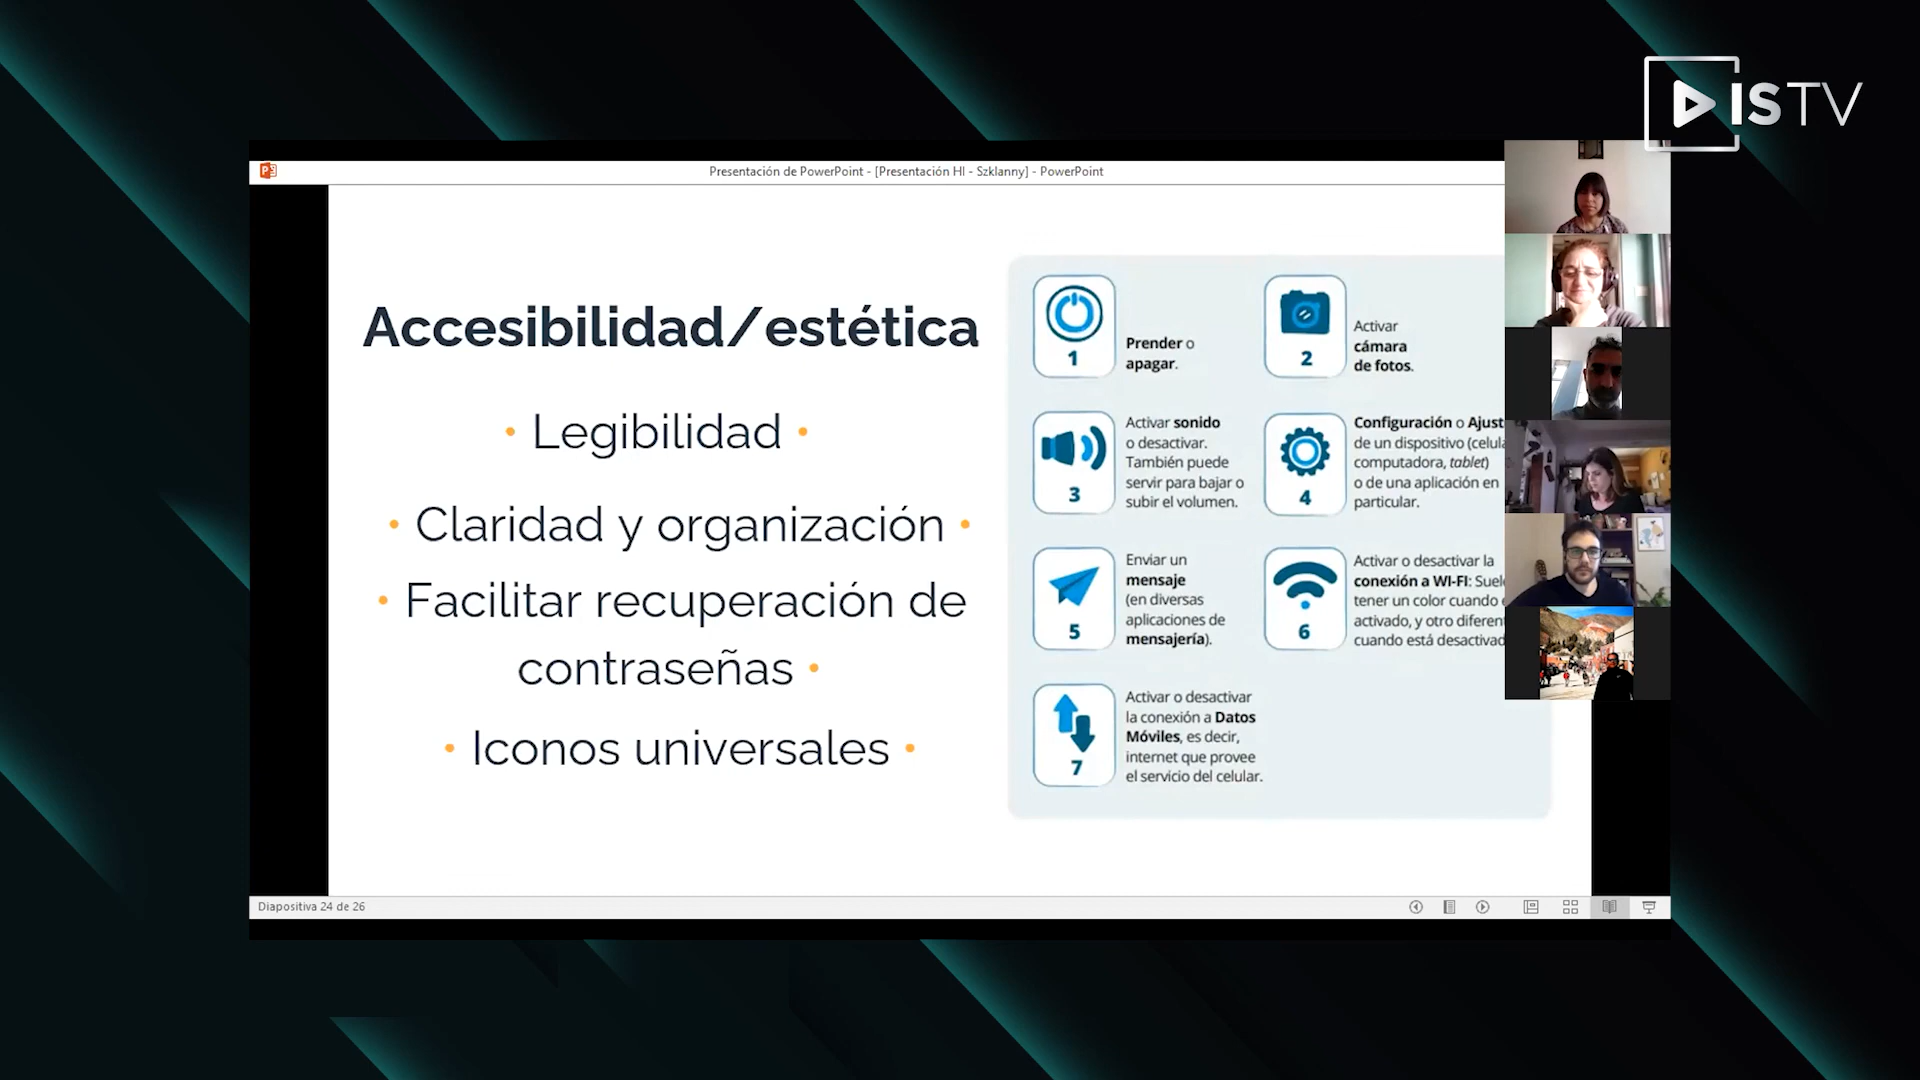 ISTV
Presentación de PowerPoint - [Presentación HI - Szklanny] - PowerPoint
Accesibilidad/estética
• Legibilidad •
• Claridad y organización •
• Facilitar recuperación de
contraseñas •
• Iconos universales •
1
Prender o
apagar.
2
Activar
cámara
de fotos.
3
Activar sonido
o desactivar.
También puede
servir para bajar o
subir el volumen.
4
Configuración o Ajust
de un dispositivo (celula
computadora, tablet)
o de una aplicación en
particular.
5
Enviar un
mensaje
(en diversas
aplicaciones de
mensajería).
6
Activar o desactivar la
conexión a WI-FI: Suel
tener un color cuando
activado, y otro diferen
cuando está desactivad
7
Activar o desactivar
la conexión a Datos
Móviles, es decir,
internet que provee
el servicio del celular.
Diapositiva 24 de 26